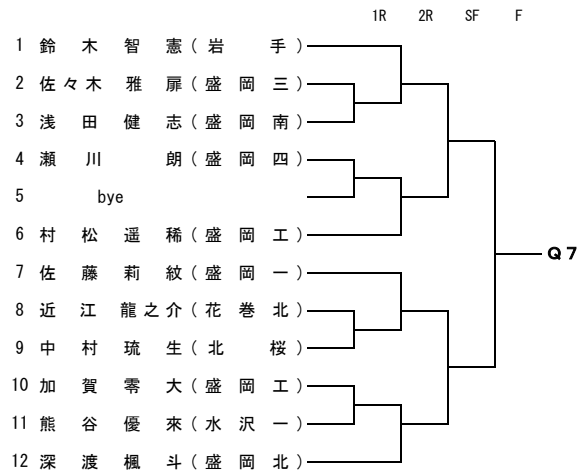 1R 2R SF F
1 鈴木智憲(岩手)
2 佐々木雅扉(盛岡三)
3 浅田健志(盛岡南)
4 瀬川朗(盛岡四)
5 bye
6 村松遥稀(盛岡工)
Q7
7 佐藤莉紋(盛岡一)
8 近江龍之介(花巻北)
9 中村琉生(北桜)
10 加賀零大(盛岡工)
11 熊谷優來(水沢一)
12 深渡楓斗(盛岡北)